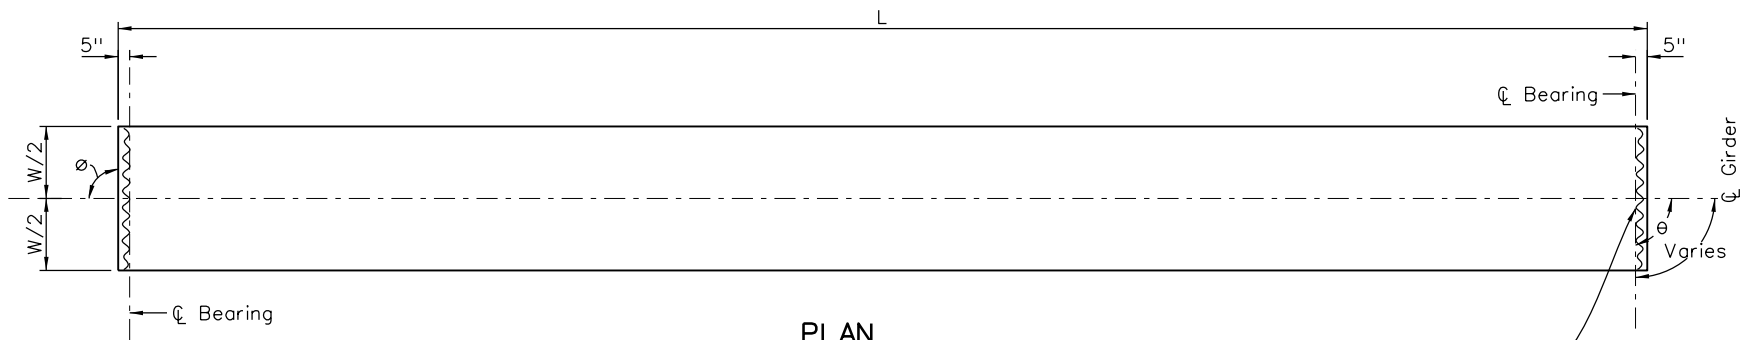 L
5"
5"
℄ Bearing
℄ Girder
W/2
ø
W/2
θ
Varies
℄ Bearing
PLAN